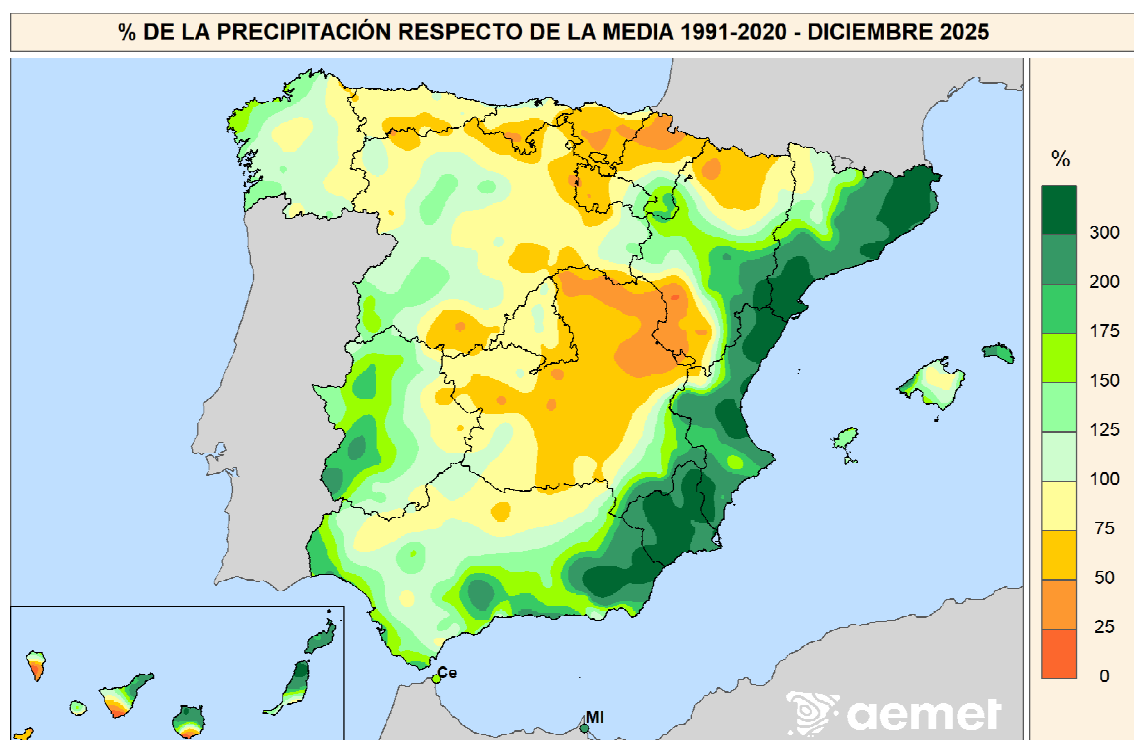 % DE LA PRECIPITACIÓN RESPECTO DE LA MEDIA 1991-2020 - DICIEMBRE 2025
%
300
200
175
150
125
100
75
50
25
0
Ce
Ml
aemet